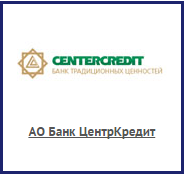 CENTERCREDIT
БАНК ТРАДИЦИОННЫХ ЦЕННОСТЕЙ
АО Банк ЦентрКредит